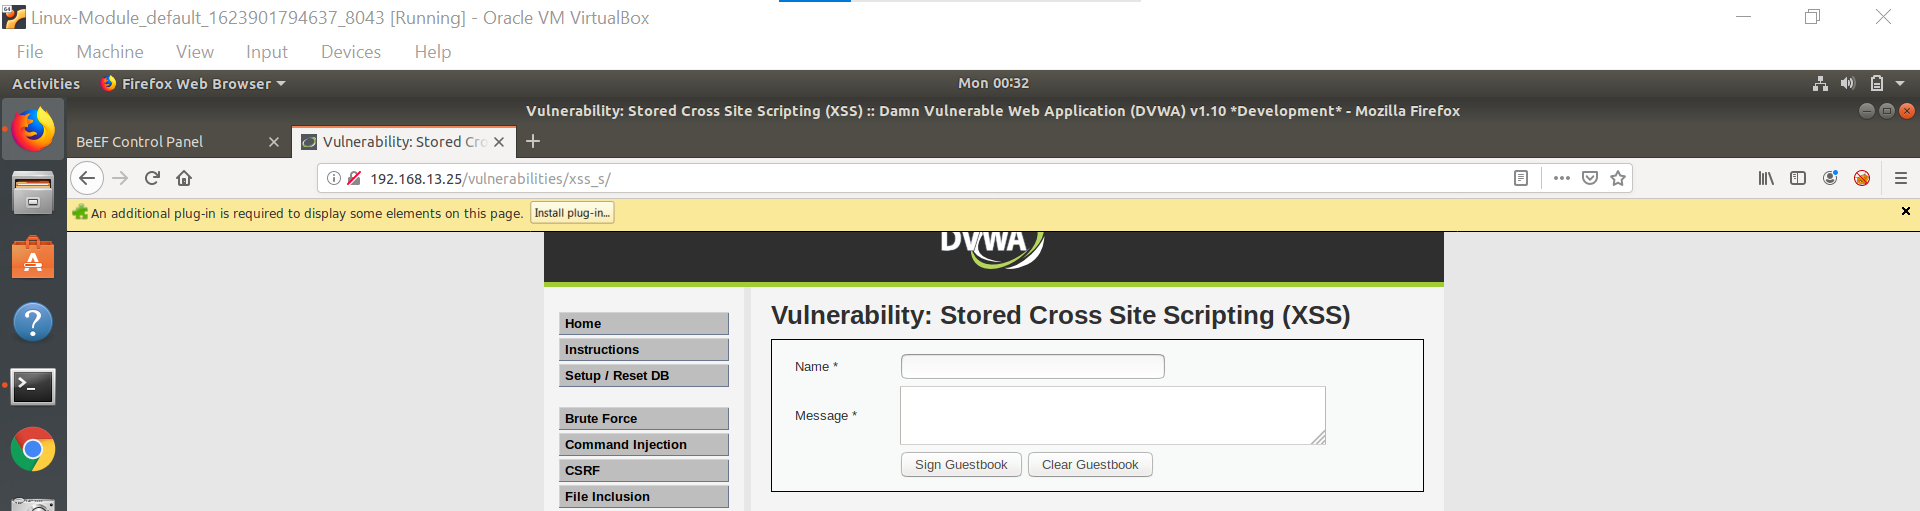 Linux-Module_default_1623901794637_8043 [Running] - Oracle VM VirtualBox
File Machine View Input Devices Help
Activities Firefox Web Browser Mon 00:32
Vulnerability: Stored Cross Site Scripting (XSS) :: Damn Vulnerable Web Application (DVWA) v1.10 *Development* - Mozilla Firefox
BeEF Control Panel Vulnerability: Stored Cro
192.168.13.25/vulnerabilities/xss_s/
An additional plug-in is required to display some elements on this page. Install plug-in...
DVWA
Vulnerability: Stored Cross Site Scripting (XSS)
Home
Instructions
Setup / Reset DB
Brute Force
Command Injection
CSRF
File Inclusion
Name *
Message *
Sign Guestbook Clear Guestbook